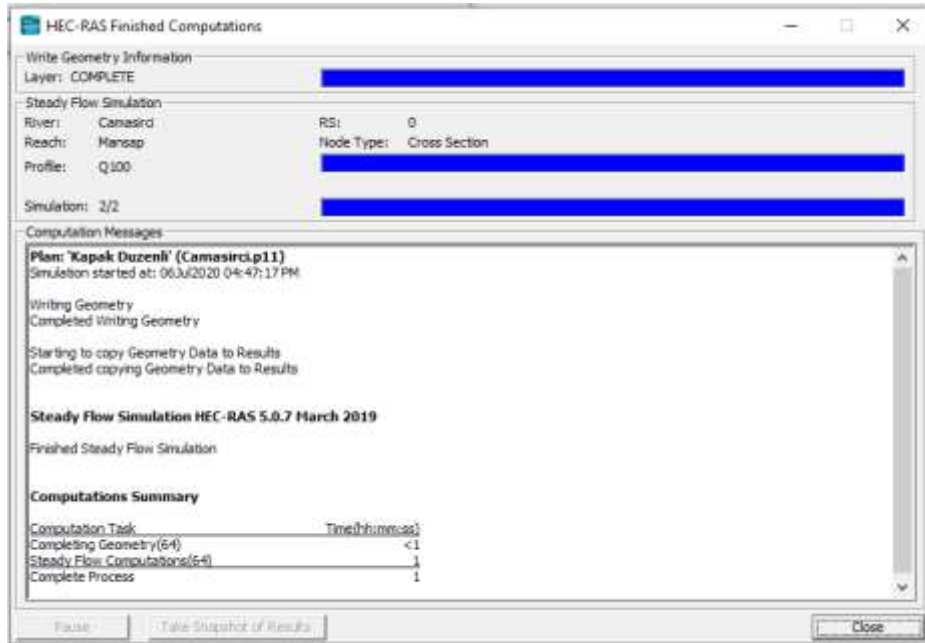 HEC-RAS Finished Computations
Write Geometry Information
Layer: COMPLETE
Steady Flow Simulation
River: Camasirci RS: 0
Reach: Mansap Node Type: Cross Section
Profile: Q100
Simulation: 2/2
Computation Messages
Plan: 'Kapak Duzenli' (Camasirci.p11)
Simulation started at: 06Jul2020 04:47:17 PM
Writing Geometry
Completed Writing Geometry
Starting to copy Geometry Data to Results
Completed copying Geometry Data to Results
Steady Flow Simulation HEC-RAS 5.0.7 March 2019
Finished Steady Flow Simulation
Computations Summary
Computation Task Time(hh:mm:ss)
Completing Geometry(64) <1
Steady Flow Computations(64) 1
Complete Process 1
Pause Take Snapshot of Results Close